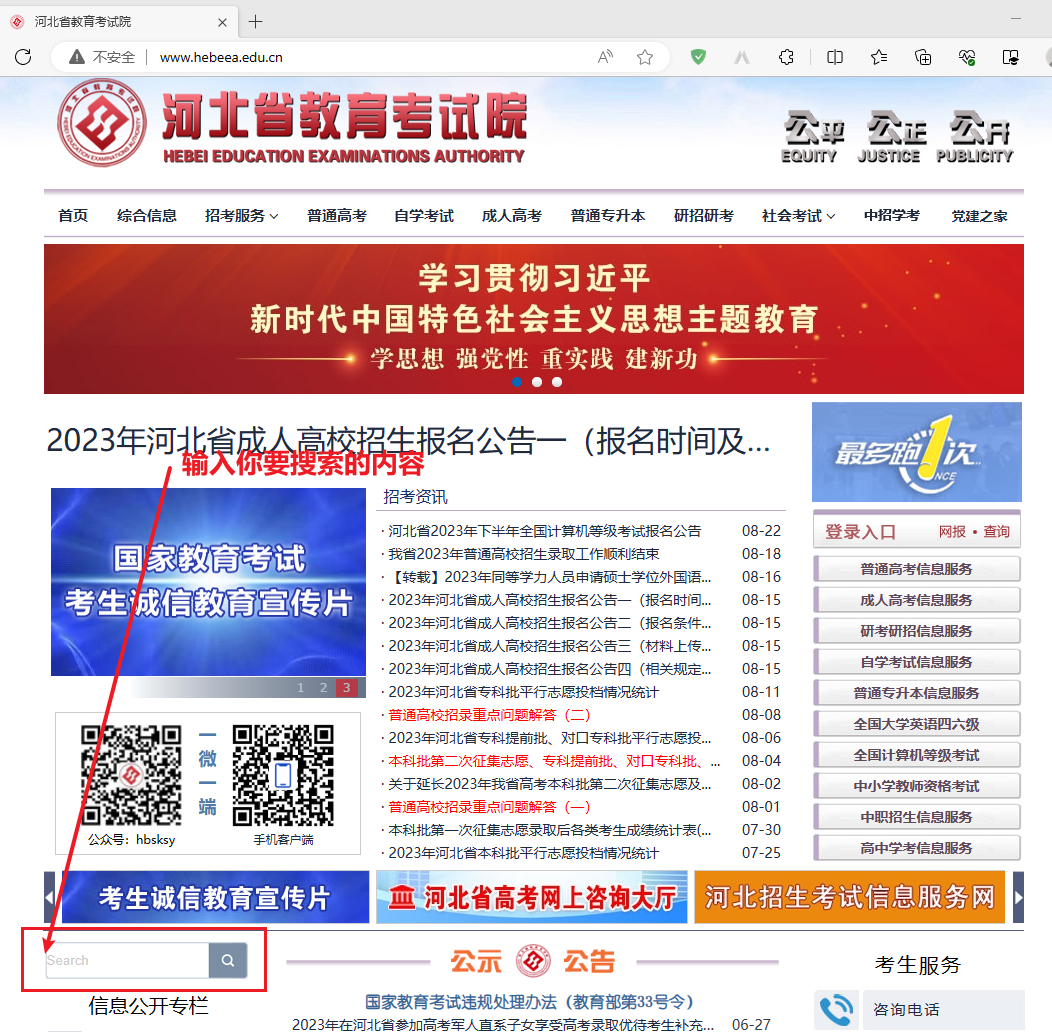 河北省教育考试院
不安全
www.hebeea.edu.cn
河北省教育考试院
HEBEI EDUCATION EXAMINATIONS AUTHORITY
公平 公正 公开
EQUITY JUSTICE PUBLICITY
首页 综合信息 招考服务 普通高考 自学考试 成人高考 普通专升本 研招研考 社会考试 中招学考 党建之家
学习贯彻习近平
新时代中国特色社会主义思想主题教育
学思想 强党性 重实践 建新功
2023年河北省成人高校招生报名公告一（报名时间及...
输入你要搜索的内容
国家教育考试
考生诚信教育宣传片
1 2 3
一微一端
公众号：hbsksy
手机客户端
招考资讯
· 河北省2023年下半年全国计算机等级考试报名公告 08-22
· 我省2023年普通高校招生录取工作顺利结束 08-18
· 【转载】2023年同等学力人员申请硕士学位外国语... 08-16
· 2023年河北省成人高校招生报名公告一（报名时间... 08-15
· 2023年河北省成人高校招生报名公告二（报名条件... 08-15
· 2023年河北省成人高校招生报名公告三（材料上传... 08-15
· 2023年河北省成人高校招生报名公告四（相关规定... 08-15
· 2023年河北省专科批平行志愿投档情况统计 08-11
· 普通高校招录重点问题解答（二） 08-08
· 2023年河北省专科提前批、对口专科批平行志愿投... 08-06
· 本科批第二次征集志愿、专科提前批、对口专科批、... 08-04
· 关于延长2023年我省高考本科批第二次征集志愿及... 08-02
· 普通高校招录重点问题解答（一） 08-01
· 本科批第一次征集志愿录取后各类考生成绩统计表(... 07-30
· 2023年河北省本科批平行志愿投档情况统计 07-25
最多跑1次
ONCE
登录入口 网报 • 查询
普通高考信息服务
成人高考信息服务
研考研招信息服务
自学考试信息服务
普通专升本信息服务
全国大学英语四六级
全国计算机等级考试
中小学教师资格考试
中职招生信息服务
高中学考信息服务
考生诚信教育宣传片
河北省高考网上咨询大厅
河北招生考试信息服务网
Search
信息公开专栏
公示 公告
国家教育考试违规处理办法（教育部第33号令）
2023年在河北省参加高考军人直系子女享受高考录取优待考生补充... 06-27
考生服务
咨询电话